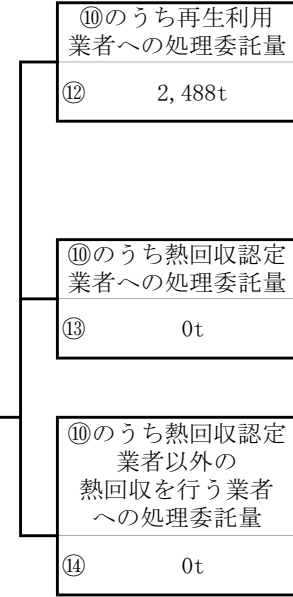 ⑩のうち再生利用
業者への処理委託量
⑫ 2,488t
⑩のうち熱回収認定
業者への処理委託量
⑬ 0t
⑩のうち熱回収認定
業者以外の
熱回収を行う業者
への処理委託量
⑭ 0t